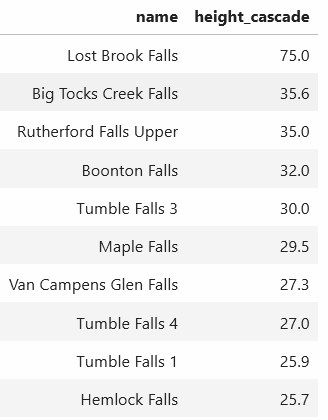 name height_cascade
Lost Brook Falls 75.0
Big Tocks Creek Falls 35.6
Rutherford Falls Upper 35.0
Boonton Falls 32.0
Tumble Falls 3 30.0
Maple Falls 29.5
Van Campens Glen Falls 27.3
Tumble Falls 4 27.0
Tumble Falls 1 25.9
Hemlock Falls 25.7